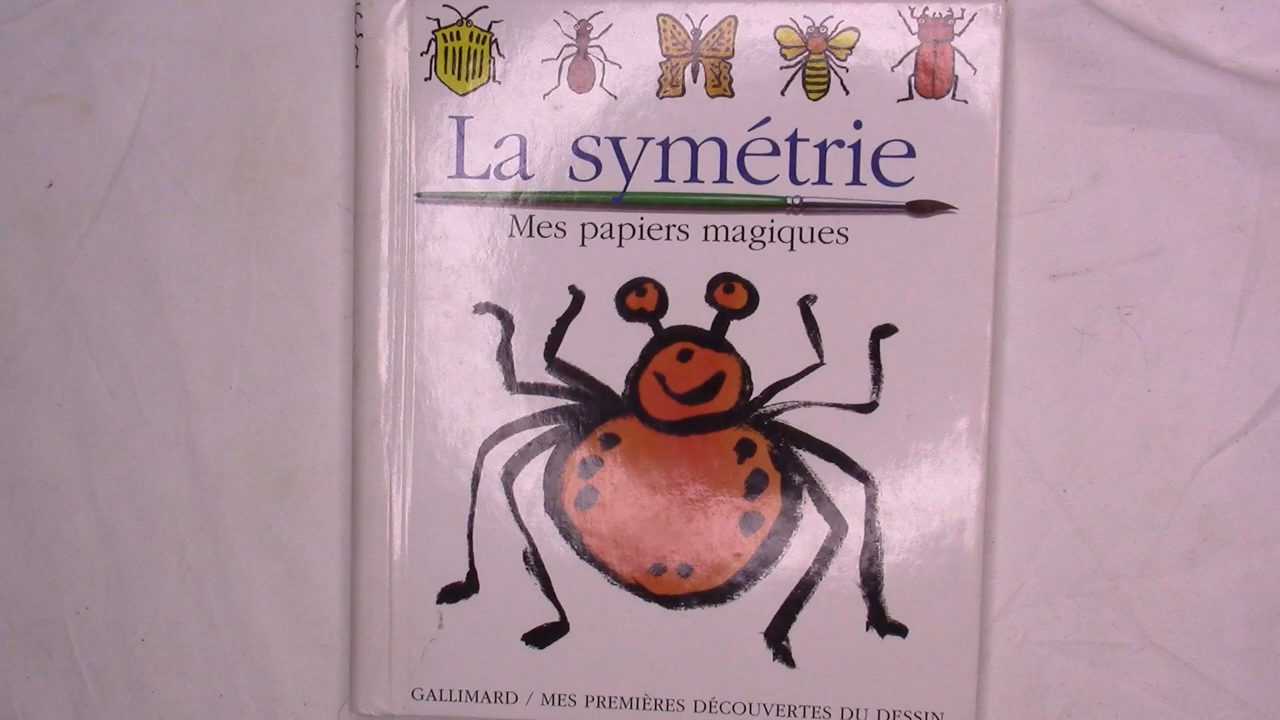 La symétrie
Mes papiers magiques
GALLIMARD / MES PREMIÈRES DÉCOUVERTES DU DESSIN